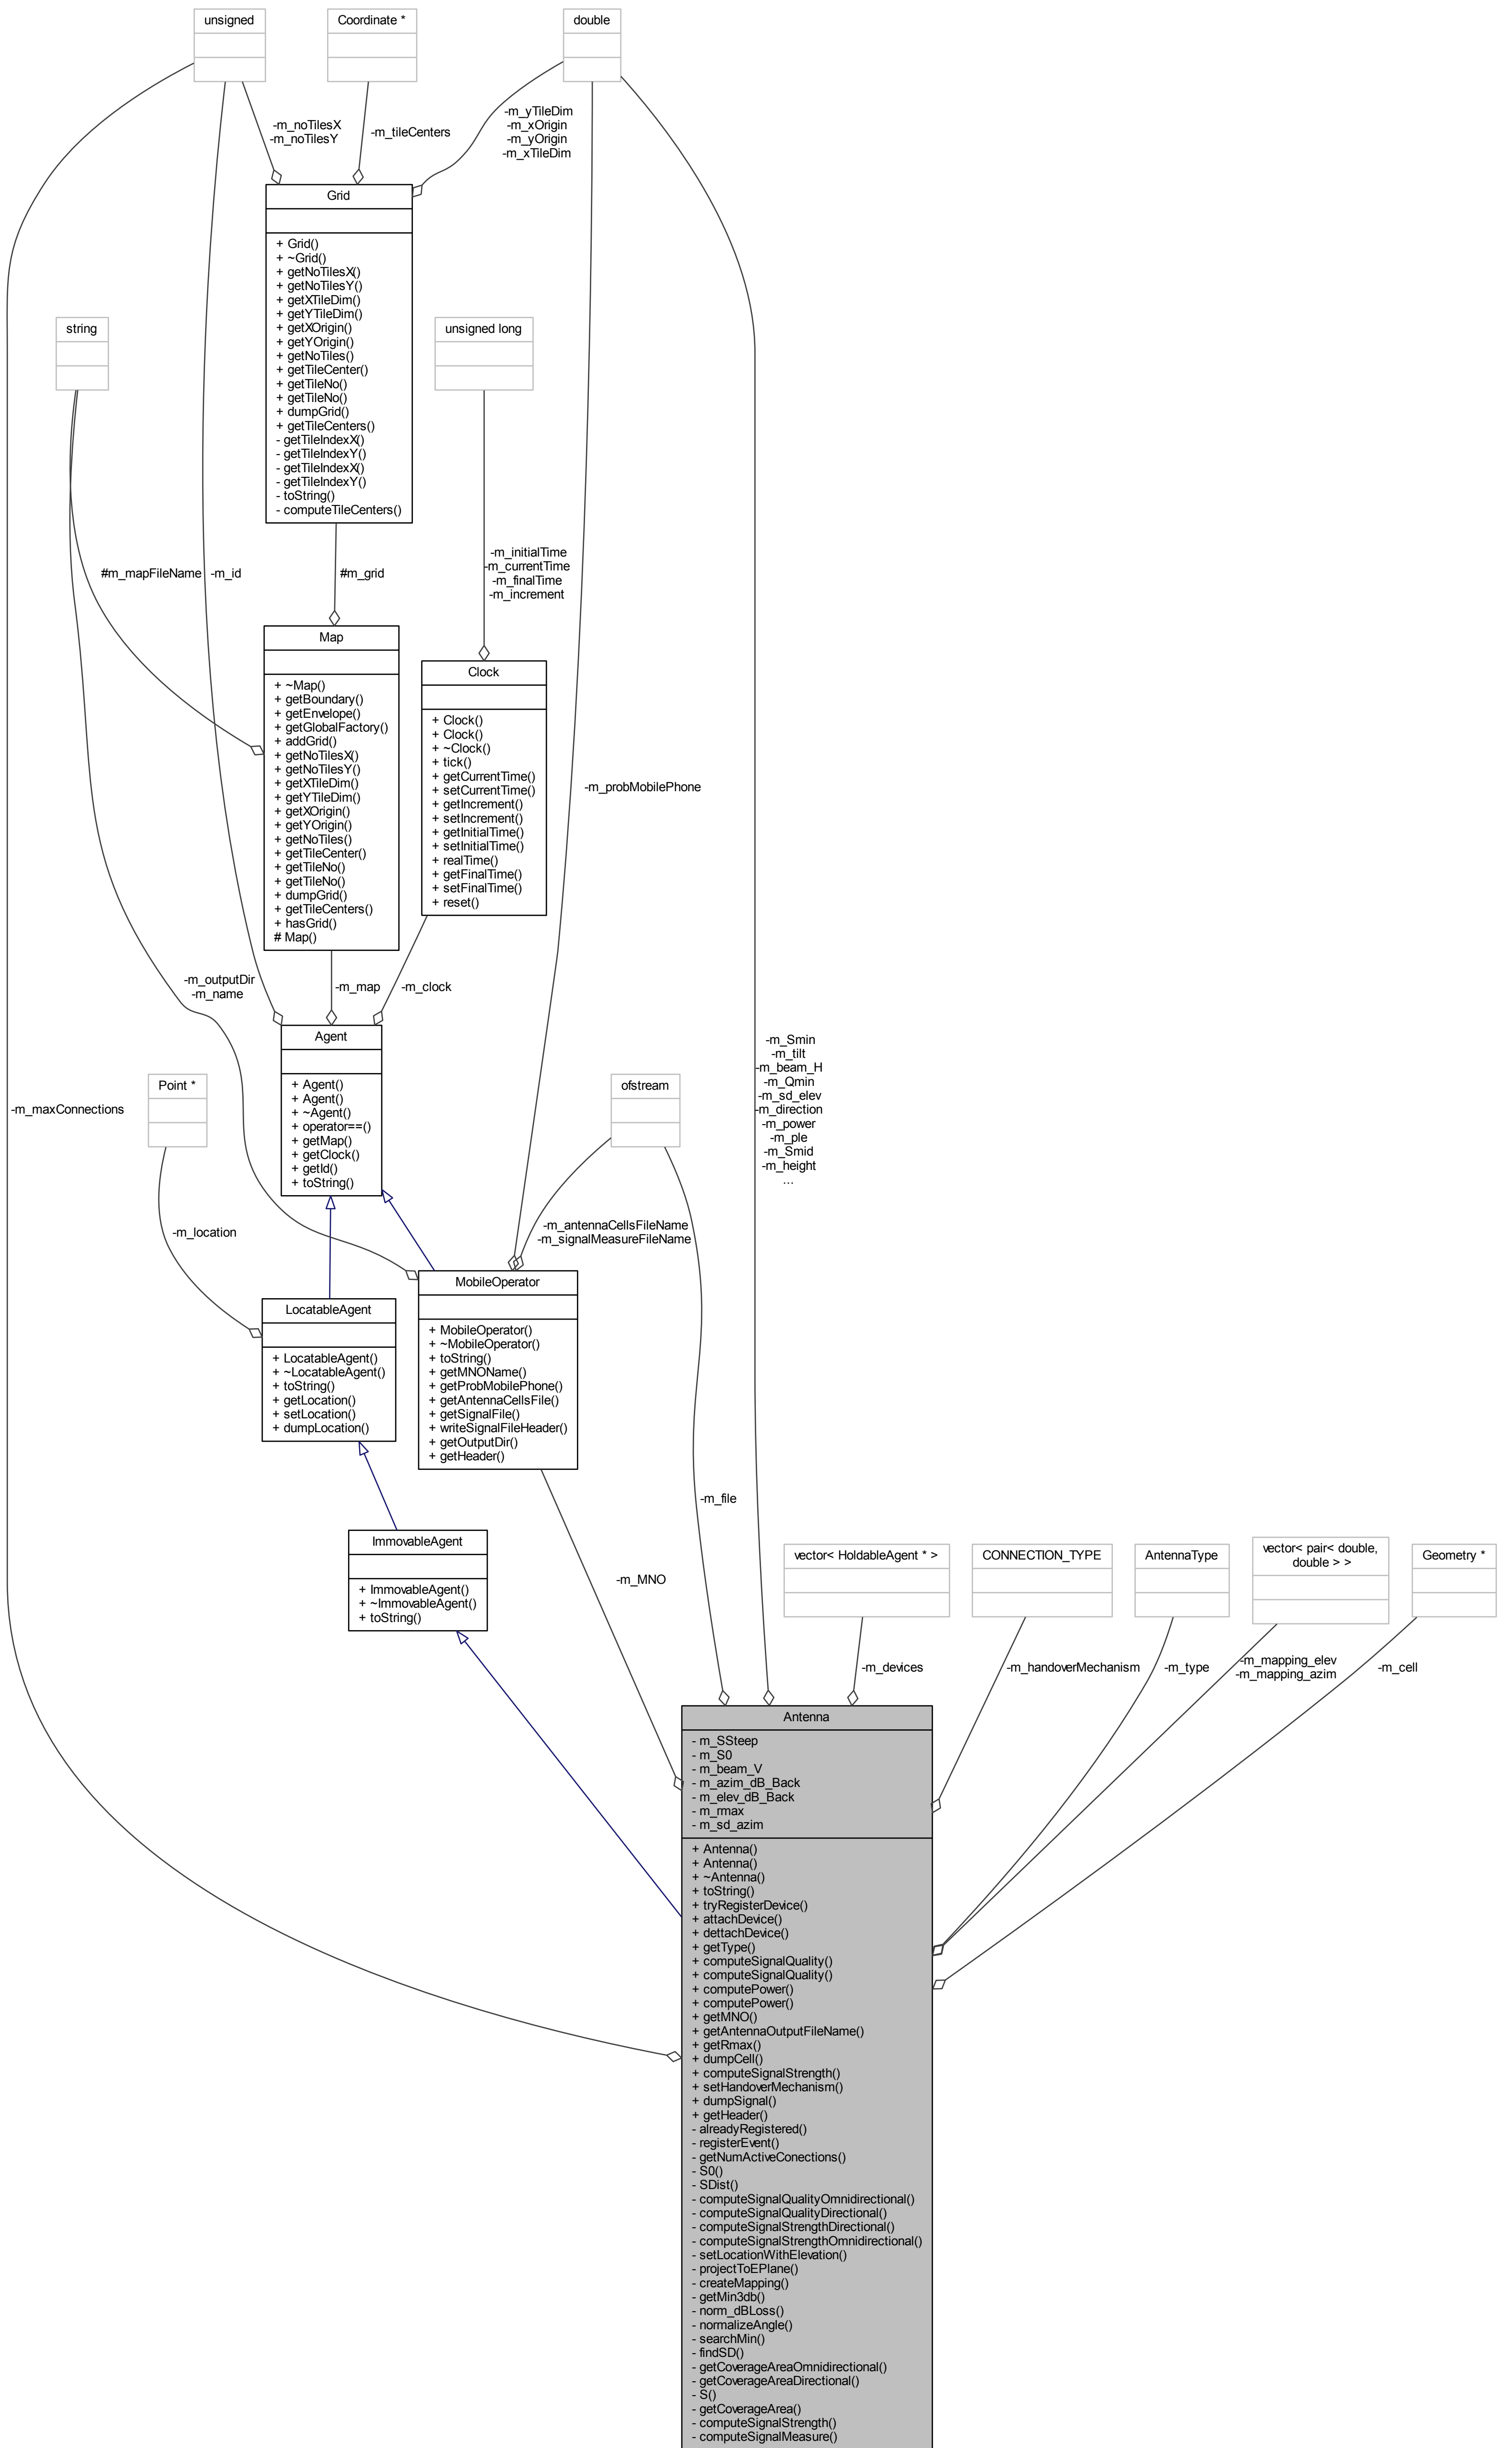 unsigned
Coordinate *
double
-m_noTilesX
-m_noTilesY
-m_tileCenters
-m_yTileDim
-m_xOrigin
-m_yOrigin
-m_xTileDim
Grid
+ Grid()
+ ~Grid()
+ getNoTilesX()
+ getNoTilesY()
+ getXTileDim()
+ getYTileDim()
+ getXOrigin()
+ getYOrigin()
+ getNoTiles()
+ getTileCenter()
+ getTileNo()
+ getTileNo()
+ dumpGrid()
+ getTileCenters()
- getTileIndexX()
- getTileIndexY()
- getTileIndexX()
- getTileIndexY()
- toString()
- computeTileCenters()
string
unsigned long
#m_mapFileName
-m_id
#m_grid
-m_initialTime
-m_currentTime
-m_finalTime
-m_increment
Map
+ ~Map()
+ getBoundary()
+ getEnvelope()
+ getGlobalFactory()
+ addGrid()
+ getNoTilesX()
+ getNoTilesY()
+ getXTileDim()
+ getYTileDim()
+ getXOrigin()
+ getYOrigin()
+ getNoTiles()
+ getTileCenter()
+ getTileNo()
+ getTileNo()
+ dumpGrid()
+ getTileCenters()
+ hasGrid()
# Map()
Clock
+ Clock()
+ Clock()
+ ~Clock()
+ tick()
+ getCurrentTime()
+ setCurrentTime()
+ getIncrement()
+ setIncrement()
+ getInitialTime()
+ setInitialTime()
+ realTime()
+ getFinalTime()
+ setFinalTime()
+ reset()
-m_probMobilePhone
-m_outputDir
-m_name
-m_map
-m_clock
Agent
+ Agent()
+ Agent()
+ ~Agent()
+ operator==()
+ getMap()
+ getClock()
+ getId()
+ toString()
Point *
ofstream
-m_maxConnections
-m_Smin
-m_tilt
-m_beam_H
-m_Qmin
-m_sd_elev
-m_direction
-m_power
-m_ple
-m_Smid
-m_height
...
-m_location
-m_antennaCellsFileName
-m_signalMeasureFileName
LocatableAgent
+ LocatableAgent()
+ ~LocatableAgent()
+ toString()
+ getLocation()
+ setLocation()
+ dumpLocation()
MobileOperator
+ MobileOperator()
+ ~MobileOperator()
+ toString()
+ getMNOName()
+ getProbMobilePhone()
+ getAntennaCellsFile()
+ getSignalFile()
+ writeSignalFileHeader()
+ getOutputDir()
+ getHeader()
-m_file
ImmovableAgent
+ ImmovableAgent()
+ ~ImmovableAgent()
+ toString()
-m_MNO
vector< HoldableAgent * >
CONNECTION_TYPE
AntennaType
vector< pair< double,
double > >
Geometry *
-m_devices
-m_handoverMechanism
-m_type
-m_mapping_elev
-m_mapping_azim
-m_cell
Antenna
- m_SSteep
- m_S0
- m_beam_V
- m_azim_dB_Back
- m_elev_dB_Back
- m_rmax
- m_sd_azim
+ Antenna()
+ Antenna()
+ ~Antenna()
+ toString()
+ tryRegisterDevice()
+ attachDevice()
+ dettachDevice()
+ getType()
+ computeSignalQuality()
+ computeSignalQuality()
+ computePower()
+ computePower()
+ getMNO()
+ getAntennaOutputFileName()
+ getRmax()
+ dumpCell()
+ computeSignalStrength()
+ setHandoverMechanism()
+ dumpSignal()
+ getHeader()
- alreadyRegistered()
- registerEvent()
- getNumActiveConections()
- S0()
- SDist()
- computeSignalQualityOmnidirectional()
- computeSignalQualityDirectional()
- computeSignalStrengthDirectional()
- computeSignalStrengthOmnidirectional()
- setLocationWithElevation()
- projectToEPlane()
- createMapping()
- getMin3db()
- norm_dBLoss()
- normalizeAngle()
- searchMin()
- findSD()
- getCoverageAreaOmnidirectional()
- getCoverageAreaDirectional()
- S()
- getCoverageArea()
- computeSignalStrength()
- computeSignalMeasure()